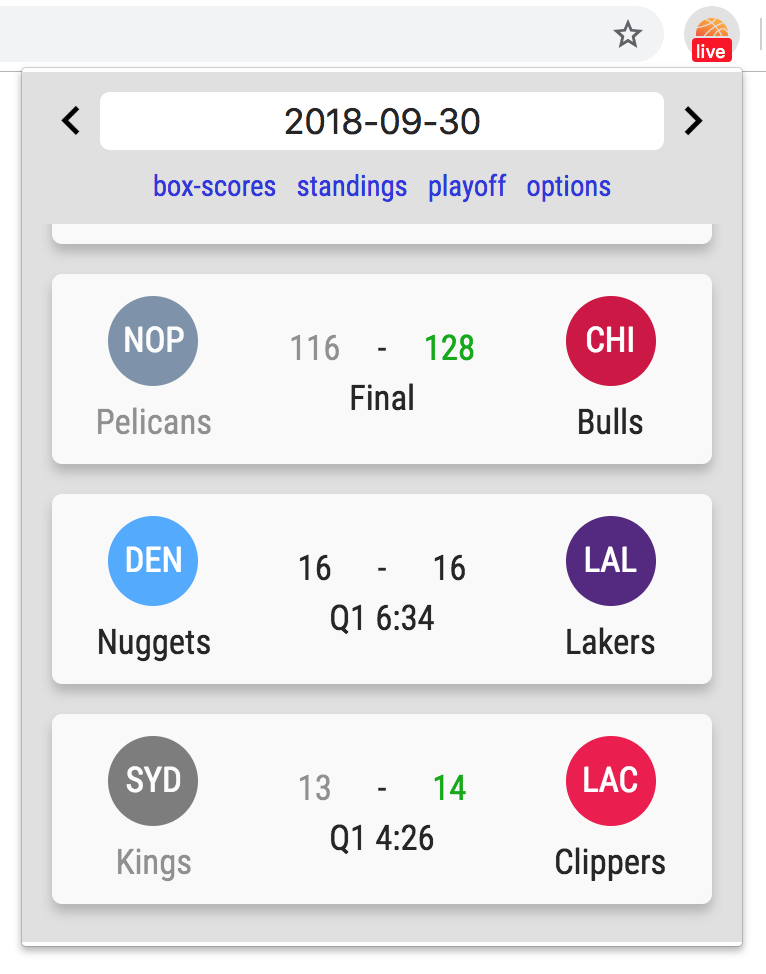 live
2018-09-30
box-scores standings playoff options
NOP 116 - 128 CHI
Final
Pelicans Bulls
DEN 16 - 16 LAL
Q1 6:34
Nuggets Lakers
SYD 13 - 14 LAC
Q1 4:26
Kings Clippers